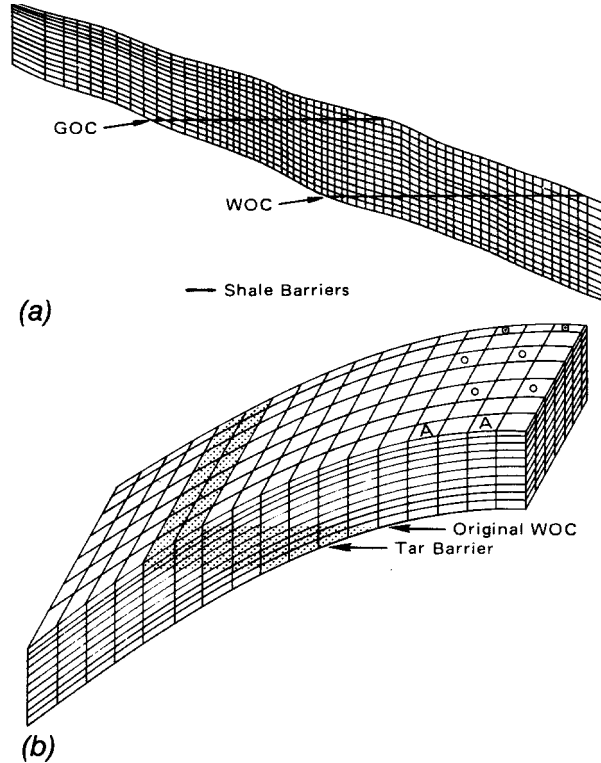 GOC
WOC
Shale Barriers
(a)
A A
Original WOC
Tar Barrier
(b)